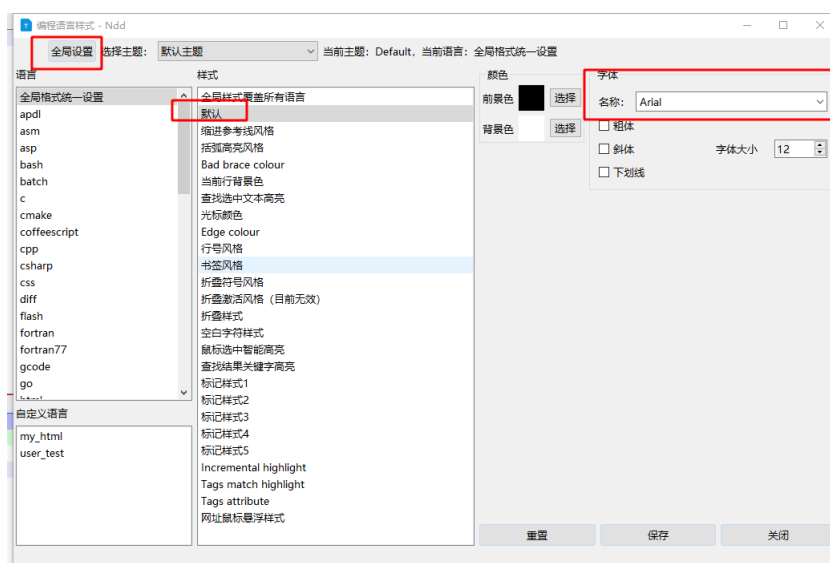 编程语言样式 - Ndd
全局设置 选择主题： 默认主题 当前主题：Default，当前语言：全局格式统一设置
语言
全局格式统一设置
apdl
asm
asp
bash
batch
c
cmake
coffeescript
cpp
csharp
css
diff
flash
fortran
fortran77
gcode
go
html
自定义语言
my_html
user_test
样式
全局样式覆盖所有语言
默认
缩进参考线风格
括弧高亮风格
Bad brace colour
当前行背景色
查找选中文本高亮
光标颜色
Edge colour
行号风格
书签风格
折叠符号风格
折叠激活风格（目前无效）
折叠样式
空白字符样式
鼠标选中智能高亮
查找结果关键字高亮
标记样式1
标记样式2
标记样式3
标记样式4
标记样式5
Incremental highlight
Tags match highlight
Tags attribute
网址鼠标悬浮样式
颜色
前景色 选择
背景色 选择
字体
名称： Arial
粗体
斜体 字体大小 12
下划线
重置 保存 关闭